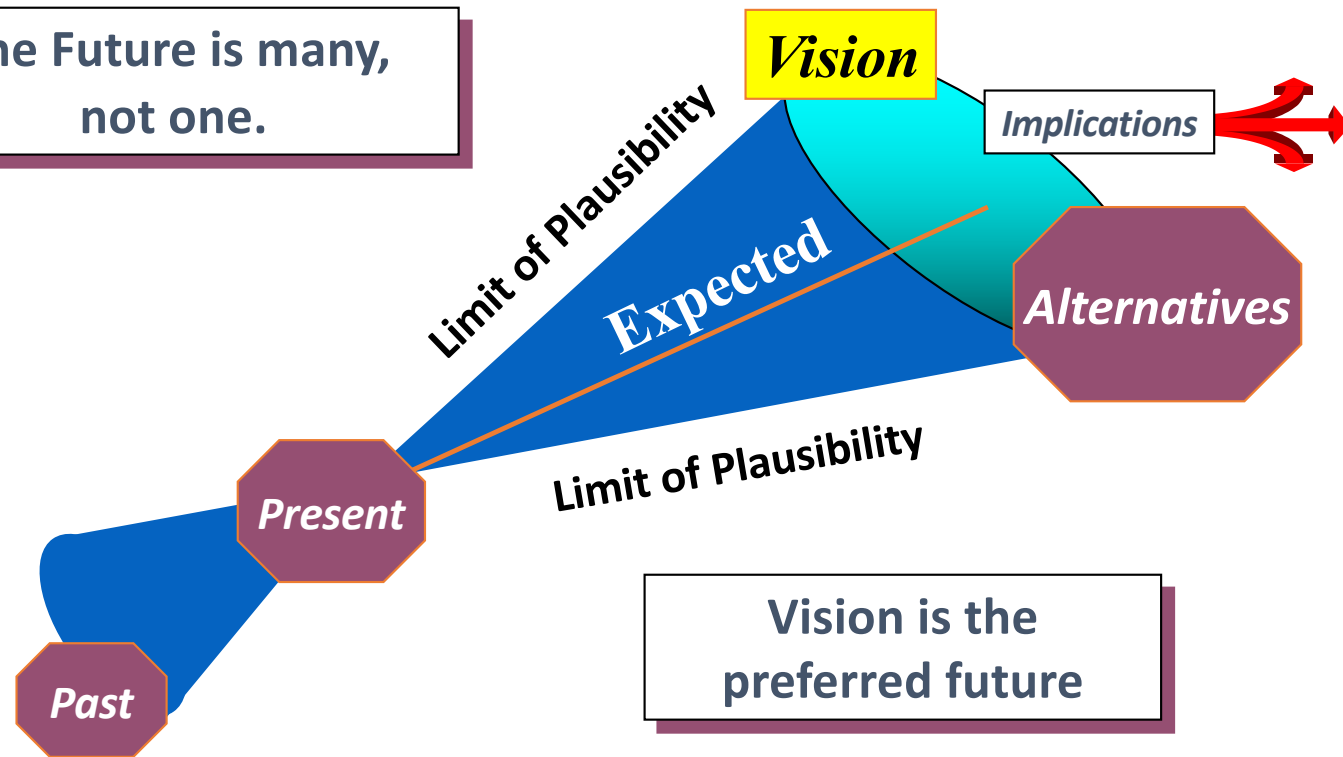 he Future is many,
not one.
Vision
Implications
Limit of Plausibility
Expected
Alternatives
Limit of Plausibility
Present
Vision is the
preferred future
Past